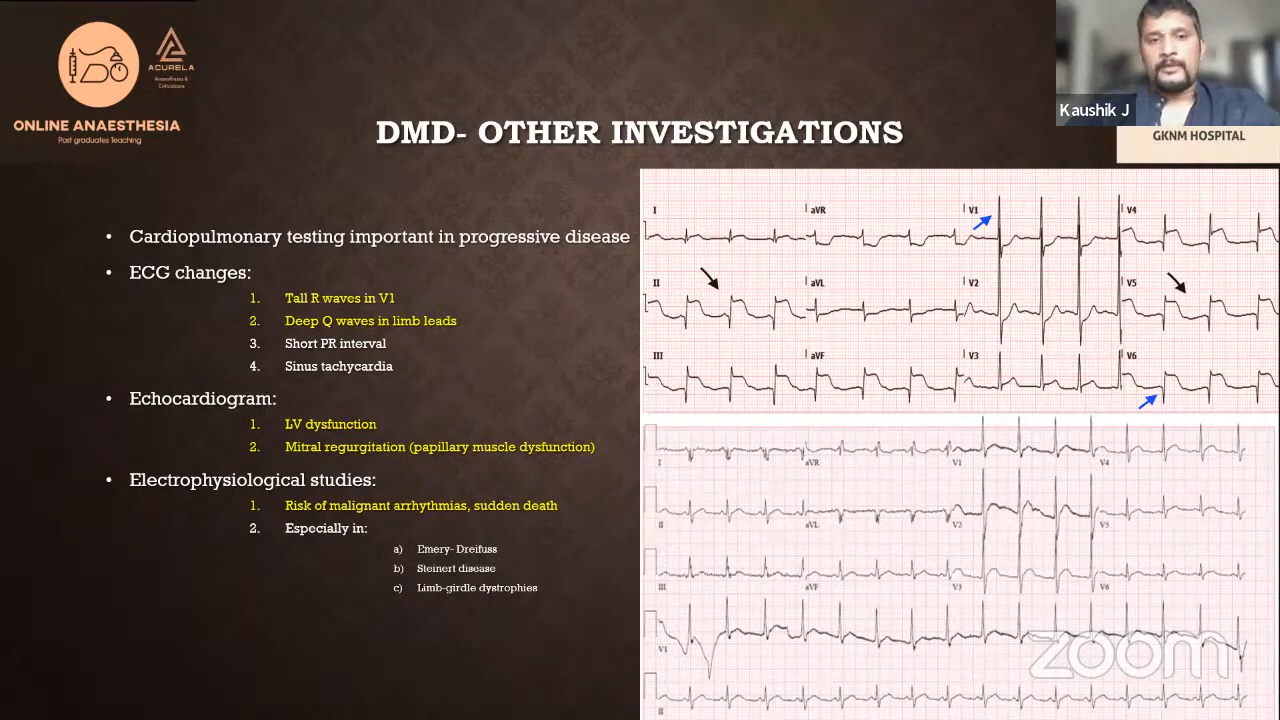 ACURELA
Anaesthesia &
Criticalcare
ONLINE ANAESTHESIA
Post graduates Teaching
Kaushik J
GKNM HOSPITAL
DMD- OTHER INVESTIGATIONS
• Cardiopulmonary testing important in progressive disease
• ECG changes:
1. Tall R waves in V1
2. Deep Q waves in limb leads
3. Short PR interval
4. Sinus tachycardia
• Echocardiogram:
1. LV dysfunction
2. Mitral regurgitation (papillary muscle dysfunction)
• Electrophysiological studies:
1. Risk of malignant arrhythmias, sudden death
2. Especially in:
a) Emery- Dreifuss
b) Steinert disease
c) Limb-girdle dystrophies
I aVR V1 V4
II aVL V2 V5
III aVF V3 V6
I aVR V1 V4
II aVL V2 V5
III aVF V3 V6
V1
II
zoom